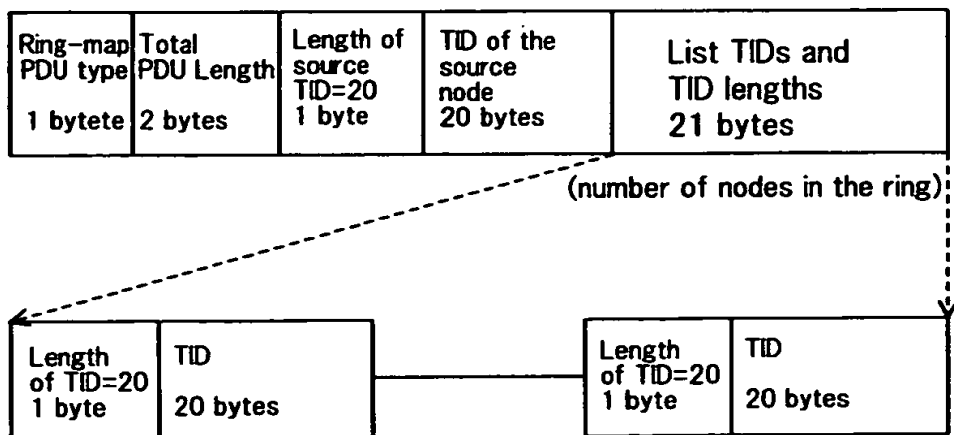 Ring-map
PDU type
1 bytete
Total
PDU Length
2 bytes
Length of
source
TID=20
1 byte
TID of the
source
node
20 bytes
List TIDs and
TID lengths
21 bytes
(number of nodes in the ring)
Length
of TID=20
1 byte
TID
20 bytes
Length
of TID=20
1 byte
TID
20 bytes